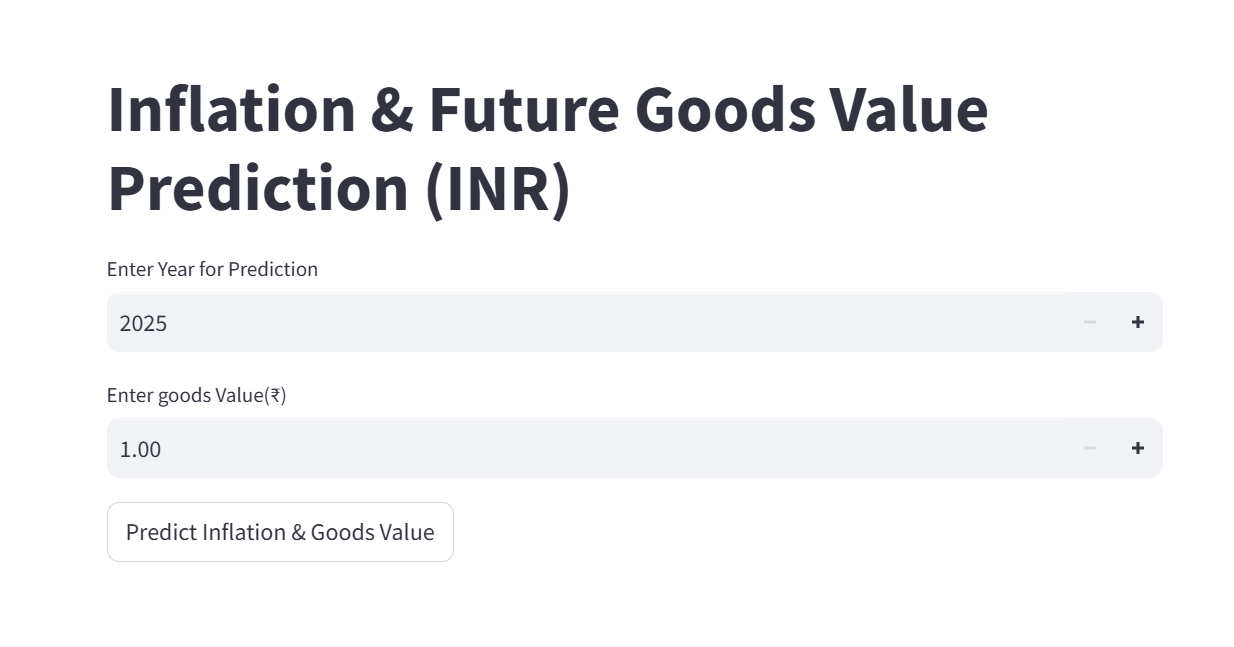 Inflation & Future Goods Value
Prediction (INR)
Enter Year for Prediction
2025
Enter goods Value(₹)
1.00
Predict Inflation & Goods Value